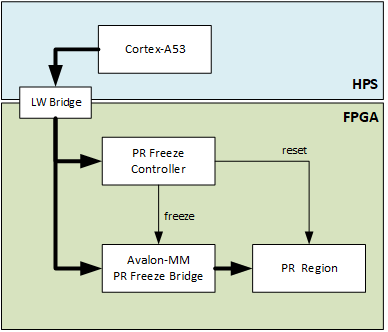 Cortex-A53
HPS
LW Bridge
FPGA
PR Freeze
Controller
reset
freeze
Avalon-MM
PR Freeze Bridge
PR Region